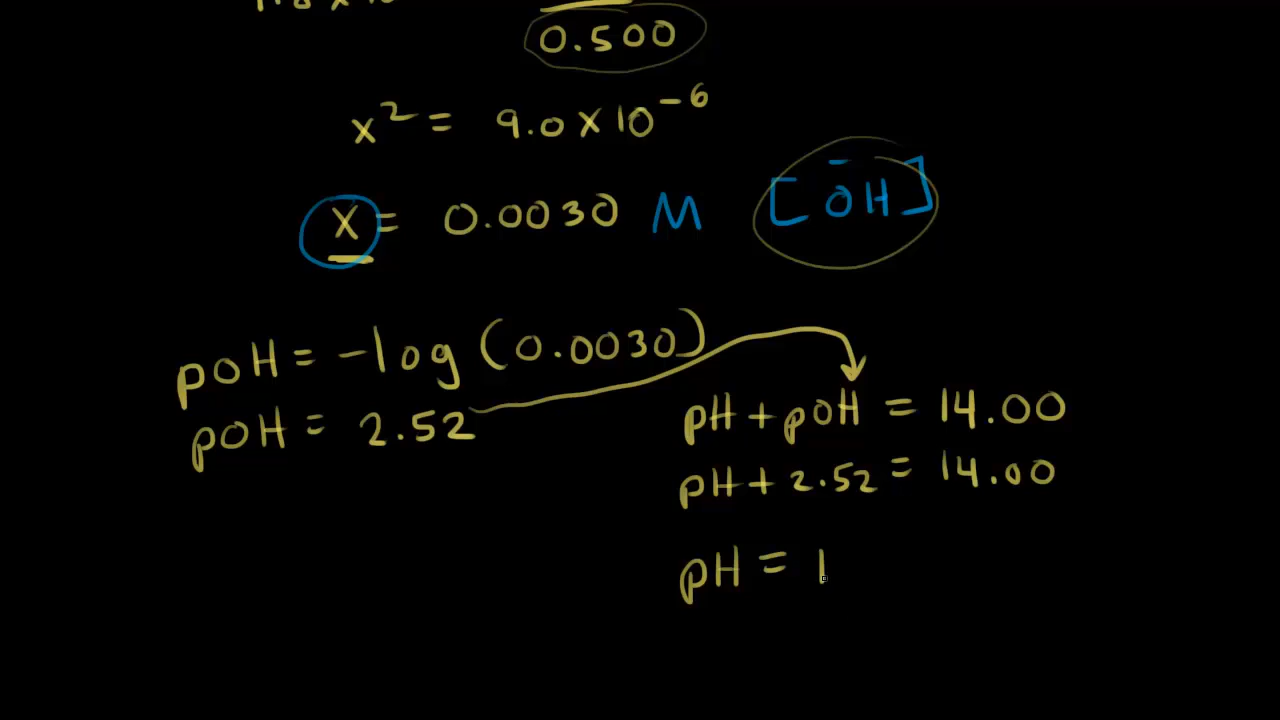 0.500
x² = 9.0 x 10⁻⁶
x = 0.0030 M [ŌH]
pOH = -log (0.0030)
pOH = 2.52
pH + pOH = 14.00
pH + 2.52 = 14.00
pH = 1